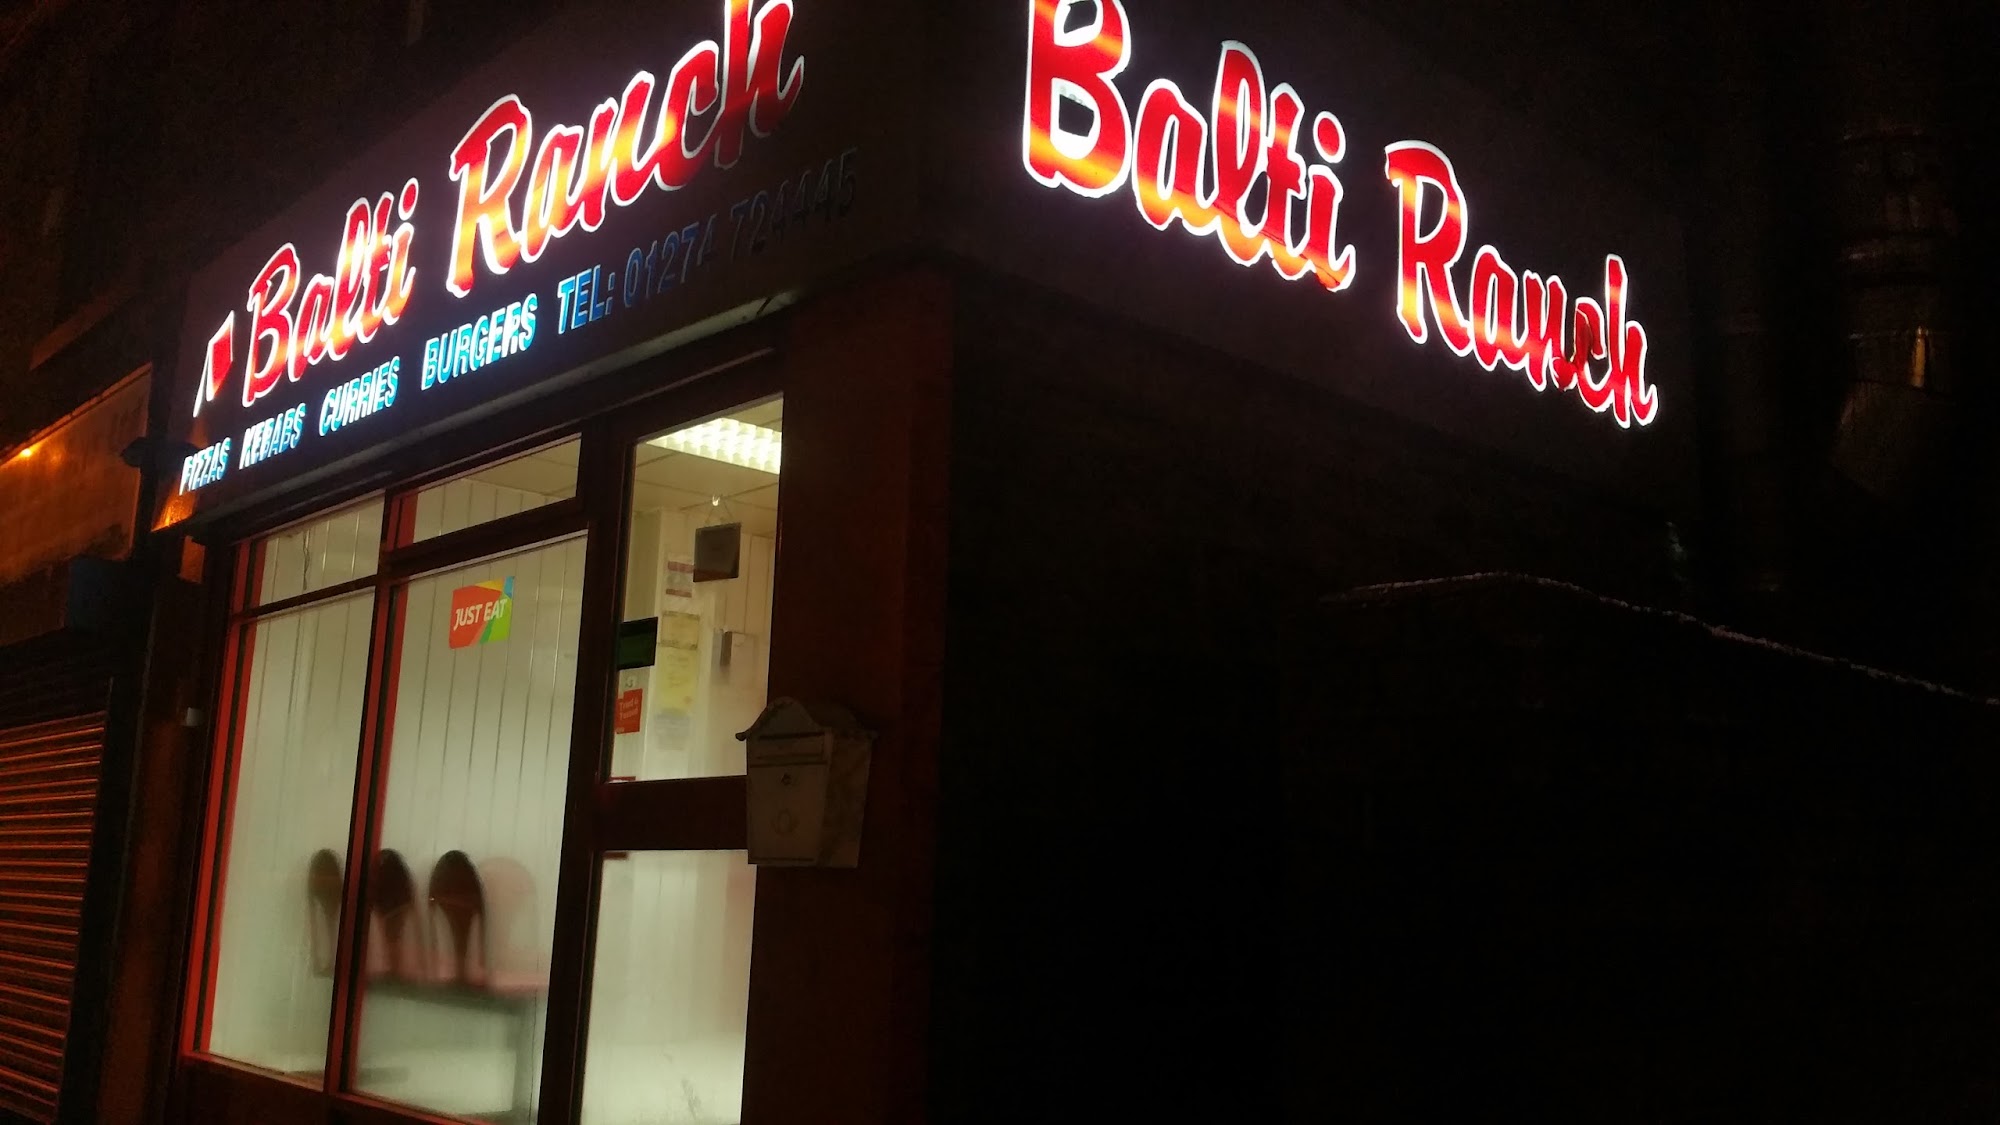 Balti Ranch
PIZZAS KEBABS CURRIES BURGERS TEL: 01274 724445
Balti Ranch
JUST EAT